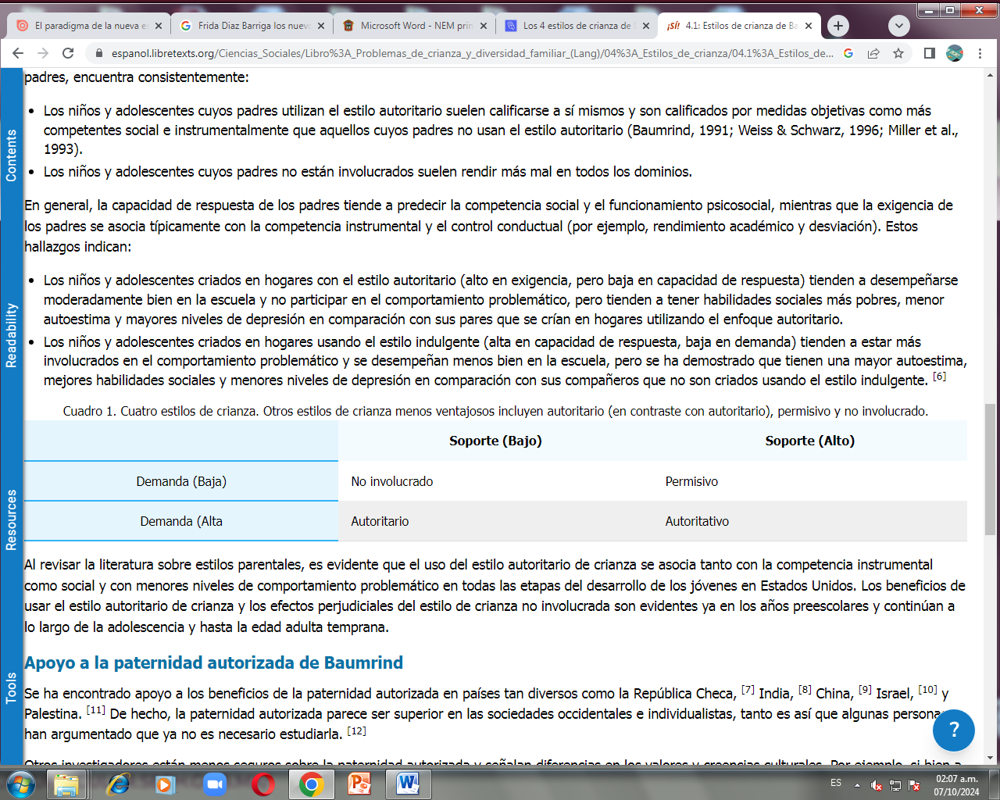 El paradigma de la nueva e
Frida Diaz Barriga los nuevo
Microsoft Word - NEM prin
Los 4 estilos de crianza de
¡SÍ! 4.1: Estilos de crianza de Ba
espanol.libretexts.org/Ciencias_Sociales/Libro%3A_Problemas_de_crianza_y_diversidad_familiar_(Lang)/04%3A_Estilos_de_crianza/04.1%3A_Estilos_de...
padres, encuentra consistentemente:
• Los niños y adolescentes cuyos padres utilizan el estilo autoritario suelen calificarse a sí mismos y son calificados por medidas objetivas como más
competentes social e instrumentalmente que aquellos cuyos padres no usan el estilo autoritario (Baumrind, 1991; Weiss & Schwarz, 1996; Miller et al.,
1993).
• Los niños y adolescentes cuyos padres no están involucrados suelen rendir más mal en todos los dominios.
En general, la capacidad de respuesta de los padres tiende a predecir la competencia social y el funcionamiento psicosocial, mientras que la exigencia de
los padres se asocia típicamente con la competencia instrumental y el control conductual (por ejemplo, rendimiento académico y desviación). Estos
hallazgos indican:
• Los niños y adolescentes criados en hogares con el estilo autoritario (alto en exigencia, pero baja en capacidad de respuesta) tienden a desempeñarse
moderadamente bien en la escuela y no participar en el comportamiento problemático, pero tienden a tener habilidades sociales más pobres, menor
autoestima y mayores niveles de depresión en comparación con sus pares que se crían en hogares utilizando el enfoque autoritario.
• Los niños y adolescentes criados en hogares usando el estilo indulgente (alta en capacidad de respuesta, baja en demanda) tienden a estar más
involucrados en el comportamiento problemático y se desempeñan menos bien en la escuela, pero se ha demostrado que tienen una mayor autoestima,
mejores habilidades sociales y menores niveles de depresión en comparación con sus compañeros que no son criados usando el estilo indulgente. [6]
Cuadro 1. Cuatro estilos de crianza. Otros estilos de crianza menos ventajosos incluyen autoritario (en contraste con autoritario), permisivo y no involucrado.
Soporte (Bajo) Soporte (Alto)
Demanda (Baja) No involucrado Permisivo
Demanda (Alta Autoritario Autoritativo
Al revisar la literatura sobre estilos parentales, es evidente que el uso del estilo autoritario de crianza se asocia tanto con la competencia instrumental
como social y con menores niveles de comportamiento problemático en todas las etapas del desarrollo de los jóvenes en Estados Unidos. Los beneficios de
usar el estilo autoritario de crianza y los efectos perjudiciales del estilo de crianza no involucrada son evidentes ya en los años preescolares y continúan a
lo largo de la adolescencia y hasta la edad adulta temprana.
Apoyo a la paternidad autorizada de Baumrind
Se ha encontrado apoyo a los beneficios de la paternidad autorizada en países tan diversos como la República Checa, [7] India, [8] China, [9] Israel, [10] y
Palestina. [11] De hecho, la paternidad autorizada parece ser superior en las sociedades occidentales e individualistas, tanto es así que algunas personas
han argumentado que ya no es necesario estudiarla. [12]
Otros investigadores están menos seguros sobre la paternidad autorizada y señalan diferencias en los valores y creencias culturales. Por ejemplo, si bien a
Contents
Readability
Resources
Tools
?
ES
02:07 a.m.
07/10/2024